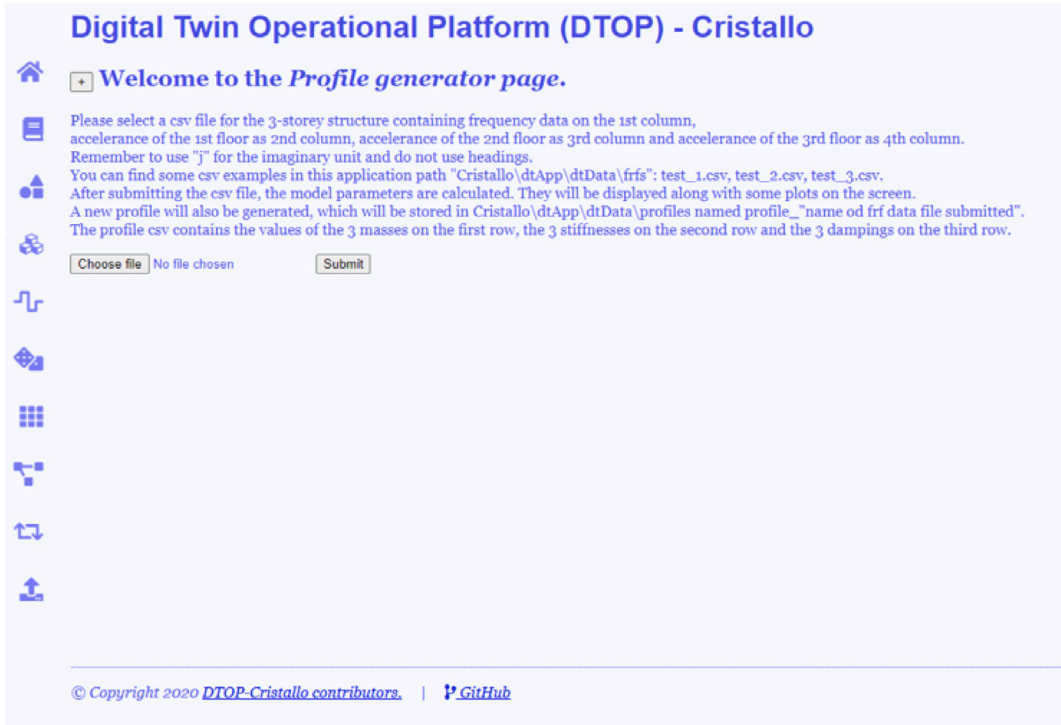 Digital Twin Operational Platform (DTOP) - Cristallo
+ Welcome to the Profile generator page.
Please select a csv file for the 3-storey structure containing frequency data on the 1st column,
accelerance of the 1st floor as 2nd column, accelerance of the 2nd floor as 3rd column and accelerance of the 3rd floor as 4th column.
Remember to use "j" for the imaginary unit and do not use headings.
You can find some csv examples in this application path "Cristallo\dtApp\dtData\frfs": test_1.csv, test_2.csv, test_3.csv.
After submitting the csv file, the model parameters are calculated. They will be displayed along with some plots on the screen.
A new profile will also be generated, which will be stored in Cristallo\dtApp\dtData\profiles named profile_"name od frf data file submitted".
The profile csv contains the values of the 3 masses on the first row, the 3 stiffnesses on the second row and the 3 dampings on the third row.
Choose file No file chosen Submit
© Copyright 2020 DTOP-Cristallo contributors. | GitHub